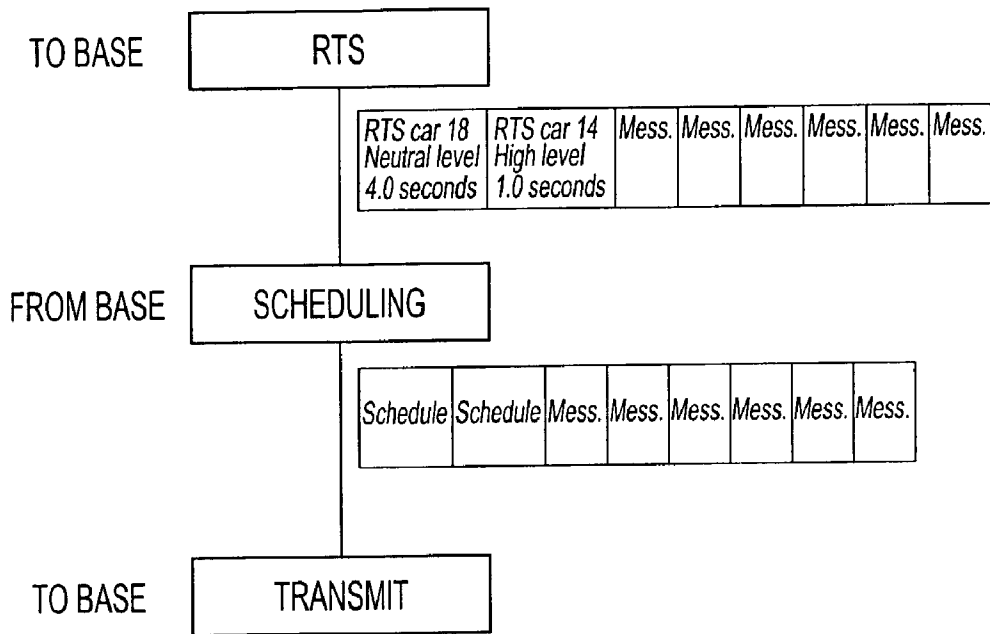 TO BASE
RTS
RTS car 18
Neutral level
4.0 seconds
RTS car 14
High level
1.0 seconds
Mess. Mess. Mess. Mess. Mess. Mess.
FROM BASE
SCHEDULING
Schedule Schedule Mess. Mess. Mess. Mess. Mess. Mess.
TO BASE
TRANSMIT